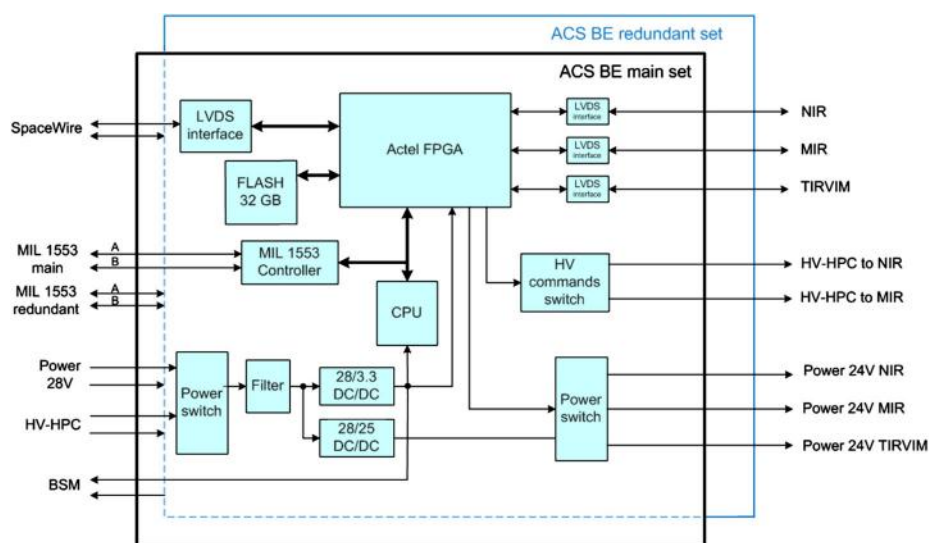 ACS BE redundant set
ACS BE main set
SpaceWire
LVDS
interface
Actel FPGA
LVDS
interface
NIR
LVDS
interface
MIR
LVDS
interface
TIRVIM
FLASH
32 GB
MIL 1553
main
A
B
MIL 1553
Controller
MIL 1553
redundant
A
B
CPU
HV
commands
switch
HV-HPC to NIR
HV-HPC to MIR
Power
28V
HV-HPC
Power
switch
Filter
28/3.3
DC/DC
28/25
DC/DC
Power
switch
Power 24V NIR
Power 24V MIR
Power 24V TIRVIM
BSM